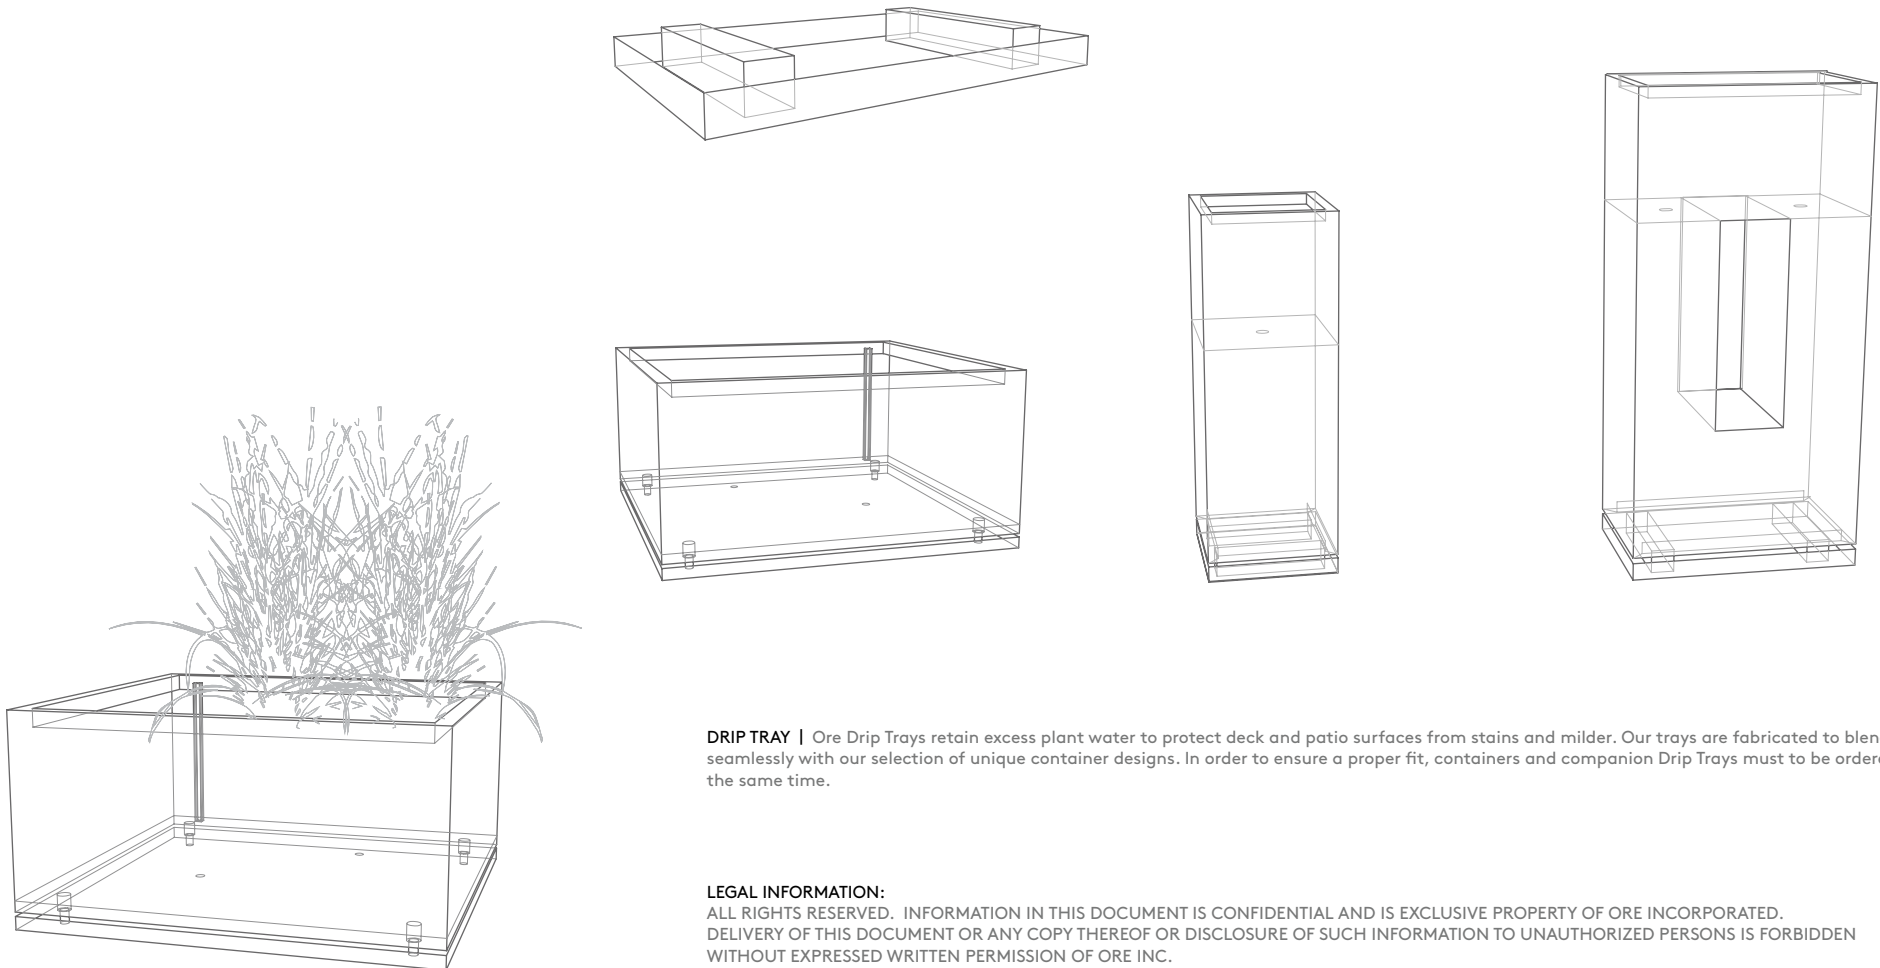 DRIP TRAY | Ore Drip Trays retain excess plant water to protect deck and patio surfaces from stains and milder. Our trays are fabricated to blen
seamlessly with our selection of unique container designs. In order to ensure a proper fit, containers and companion Drip Trays must to be ordere
the same time.
LEGAL INFORMATION:
ALL RIGHTS RESERVED. INFORMATION IN THIS DOCUMENT IS CONFIDENTIAL AND IS EXCLUSIVE PROPERTY OF ORE INCORPORATED.
DELIVERY OF THIS DOCUMENT OR ANY COPY THEREOF OR DISCLOSURE OF SUCH INFORMATION TO UNAUTHORIZED PERSONS IS FORBIDDEN
WITHOUT EXPRESSED WRITTEN PERMISSION OF ORE INC.